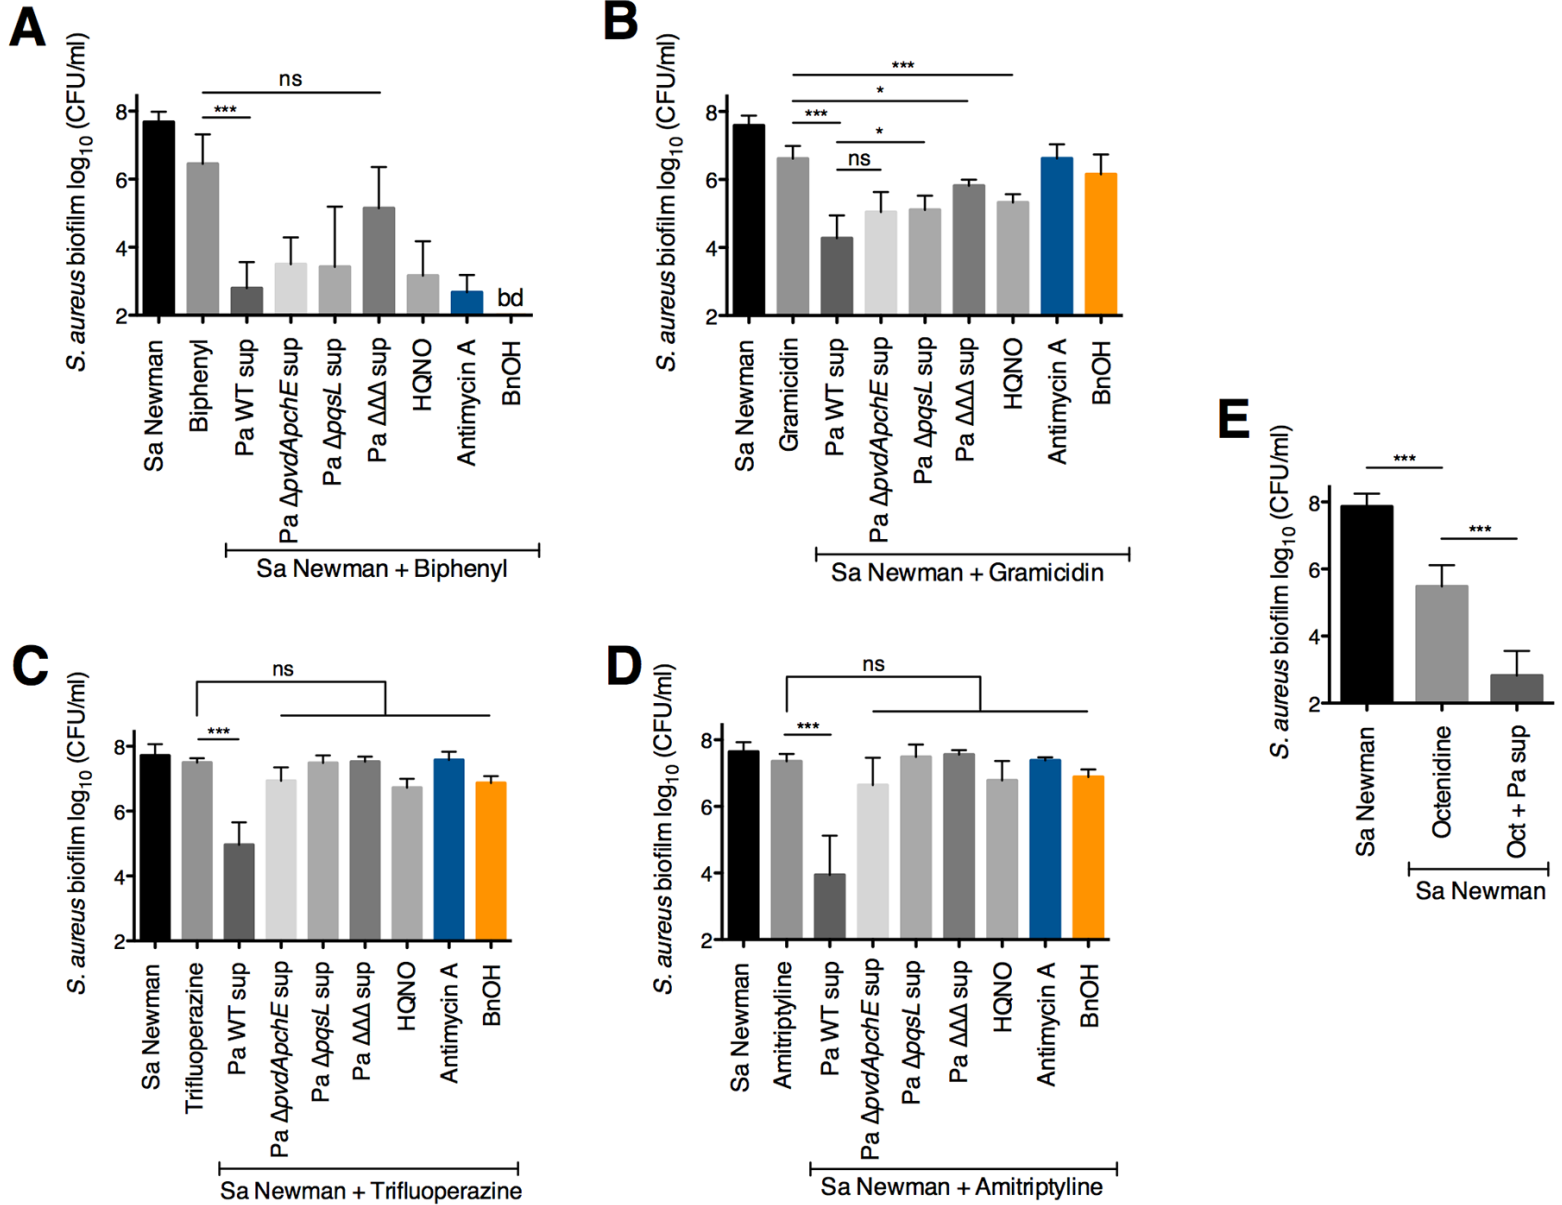 A
S. aureus biofilm log10 (CFU/ml)
8
6
4
2
ns
***
bd
Sa Newman
Biphenyl
Pa WT sup
Pa ΔpvdApchE sup
Pa ΔpqsL sup
Pa ΔΔΔ sup
HQNO
Antimycin A
BnOH
Sa Newman + Biphenyl
B
S. aureus biofilm log10 (CFU/ml)
8
6
4
2
***
*
***
*
ns
Sa Newman
Gramicidin
Pa WT sup
Pa ΔpvdApchE sup
Pa ΔpqsL sup
Pa ΔΔΔ sup
HQNO
Antimycin A
BnOH
Sa Newman + Gramicidin
C
S. aureus biofilm log10 (CFU/ml)
8
6
4
2
ns
***
Sa Newman
Trifluoperazine
Pa WT sup
Pa ΔpvdApchE sup
Pa ΔpqsL sup
Pa ΔΔΔ sup
HQNO
Antimycin A
BnOH
Sa Newman + Trifluoperazine
D
S. aureus biofilm log10 (CFU/ml)
8
6
4
2
ns
***
Sa Newman
Amitriptyline
Pa WT sup
Pa ΔpvdApchE sup
Pa ΔpqsL sup
Pa ΔΔΔ sup
HQNO
Antimycin A
BnOH
Sa Newman + Amitriptyline
E
S. aureus biofilm log10 (CFU/ml)
8
6
4
2
***
***
Sa Newman
Octenidine
Oct + Pa sup
Sa Newman